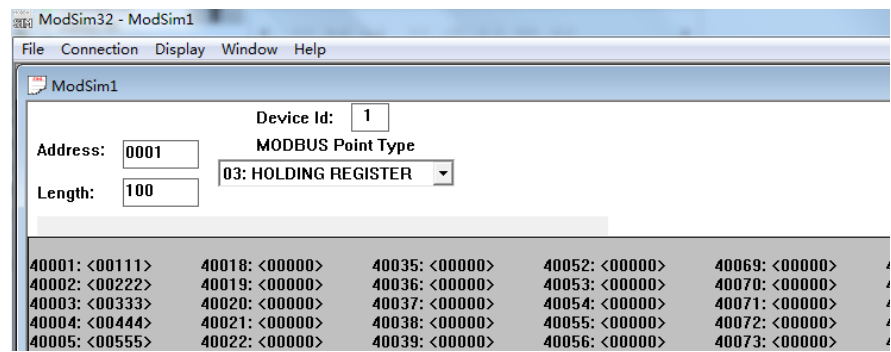 ModSim32 - ModSim1
File Connection Display Window Help
ModSim1
Device Id: 1
Address: 0001
MODBUS Point Type
03: HOLDING REGISTER
Length: 100
40001: <00111> 40018: <00000> 40035: <00000> 40052: <00000> 40069: <00000>
40002: <00222> 40019: <00000> 40036: <00000> 40053: <00000> 40070: <00000>
40003: <00333> 40020: <00000> 40037: <00000> 40054: <00000> 40071: <00000>
40004: <00444> 40021: <00000> 40038: <00000> 40055: <00000> 40072: <00000>
40005: <00555> 40022: <00000> 40039: <00000> 40056: <00000> 40073: <00000>